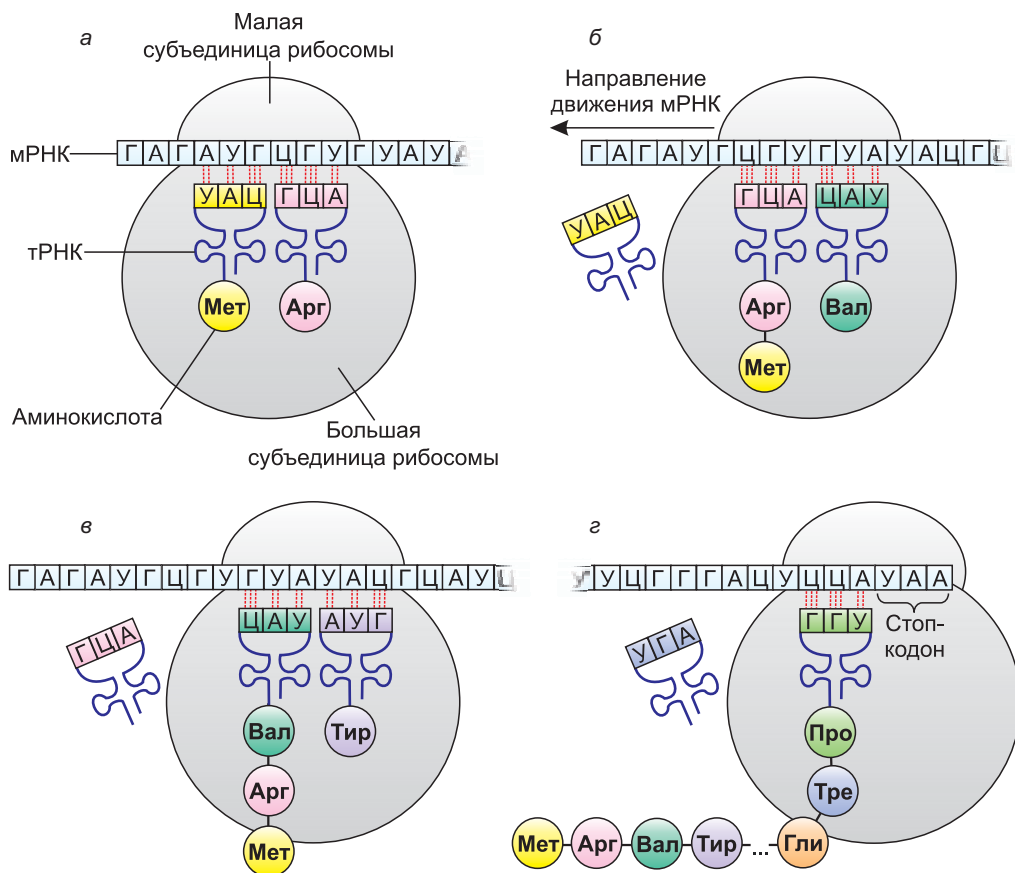 а
Малая
субъединица рибосомы
мРНК
Г А Г А У Г Ц Г У Г У А У А
У А Ц
Г Ц А
тРНК
Мет
Арг
Аминокислота
Большая
субъединица рибосомы
б
Направление
движения мРНК
Г А Г А У Г Ц Г У Г У А У А Ц Г Ц
У А Ц
Г Ц А
Ц А У
Арг
Вал
Мет
в
Г А Г А У Г Ц Г У Г У А У А Ц Г Ц А У Ц
Г Ц А
Ц А У
А У Г
Вал
Тир
Арг
Мет
г
У У Ц Г Г Г А Ц У Ц Ц А У А А
У Г А
Г Г У
Стоп-
кодон
Про
Тре
Мет Арг Вал Тир ... Гли